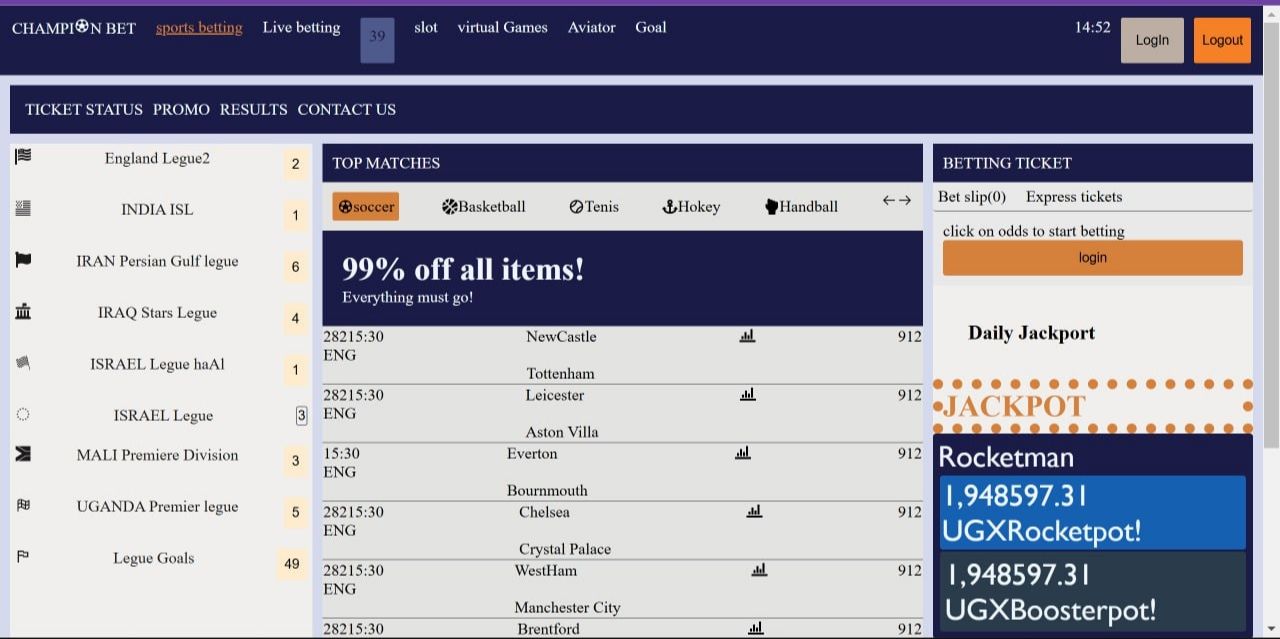 CHAMPI⚽N BET sports betting Live betting 39 slot virtual Games Aviator Goal 14:52 LogIn Logout
TICKET STATUS PROMO RESULTS CONTACT US
England Legue2 2
INDIA ISL 1
IRAN Persian Gulf legue 6
IRAQ Stars Legue 4
ISRAEL Legue haAl 1
ISRAEL Legue 3
MALI Premiere Division 3
UGANDA Premier legue 5
Legue Goals 49
TOP MATCHES
soccer Basketball Tenis Hokey Handball ←→
99% off all items!
Everything must go!
28215:30 NewCastle 912
ENG
Tottenham
28215:30 Leicester 912
ENG
Aston Villa
15:30 Everton 912
ENG
Bournmouth
28215:30 Chelsea 912
ENG
Crystal Palace
28215:30 WestHam 912
ENG
Manchester City
28215:30 Brentford 912
BETTING TICKET
Bet slip(0) Express tickets
click on odds to start betting
login
Daily Jackport
JACKPOT
Rocketman
1,948597.31
UGXRocketpot!
1,948597.31
UGXBoosterpot!